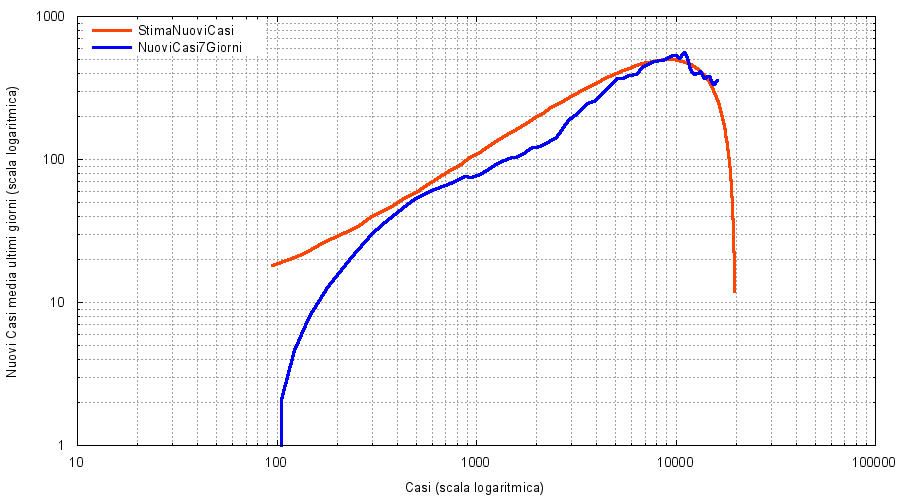 1000
StimaNuoviCasi
NuoviCasi7Giorni
100
10
1
Nuovi Casi media ultimi giorni (scala logaritmica)
10 100 1000 10000 100000
Casi (scala logaritmica)